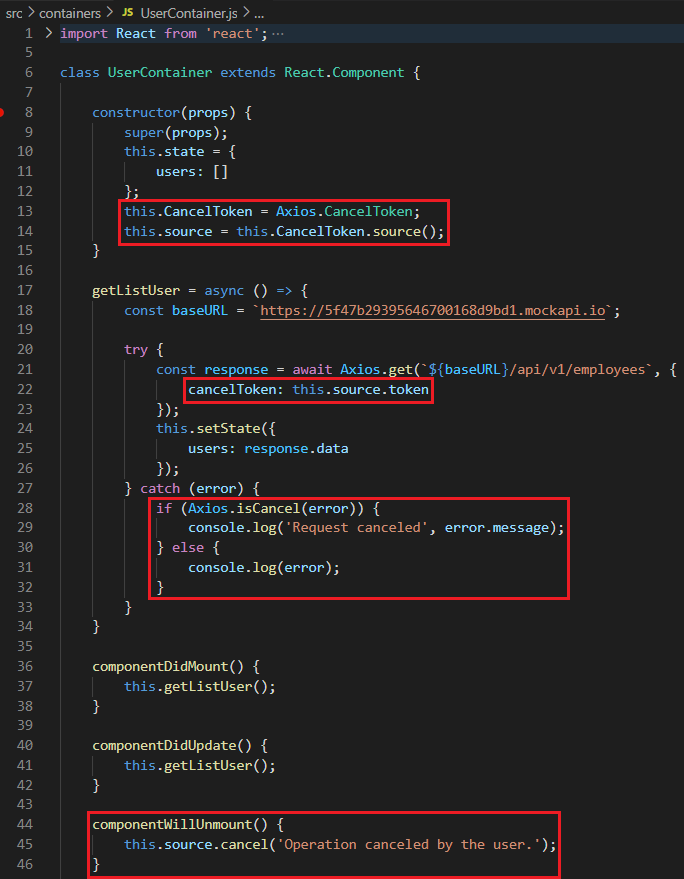 src > containers > JS UserContainer.js > ...
1 > import React from 'react'; ...
5
6 class UserContainer extends React.Component {
7
8     constructor(props) {
9         super(props);
10         this.state = {
11             users: []
12         };
13         this.CancelToken = Axios.CancelToken;
14         this.source = this.CancelToken.source();
15     }
16
17     getListUser = async () => {
18         const baseURL = `https://5f47b29395646700168d9bd1.mockapi.io`;
19
20         try {
21             const response = await Axios.get(`${baseURL}/api/v1/employees`, {
22                 cancelToken: this.source.token
23             });
24             this.setState({
25                 users: response.data
26             });
27         } catch (error) {
28             if (Axios.isCancel(error)) {
29                 console.log('Request canceled', error.message);
30             } else {
31                 console.log(error);
32             }
33         }
34     }
35
36     componentDidMount() {
37         this.getListUser();
38     }
39
40     componentDidUpdate() {
41         this.getListUser();
42     }
43
44     componentWillUnmount() {
45         this.source.cancel('Operation canceled by the user.');
46     }